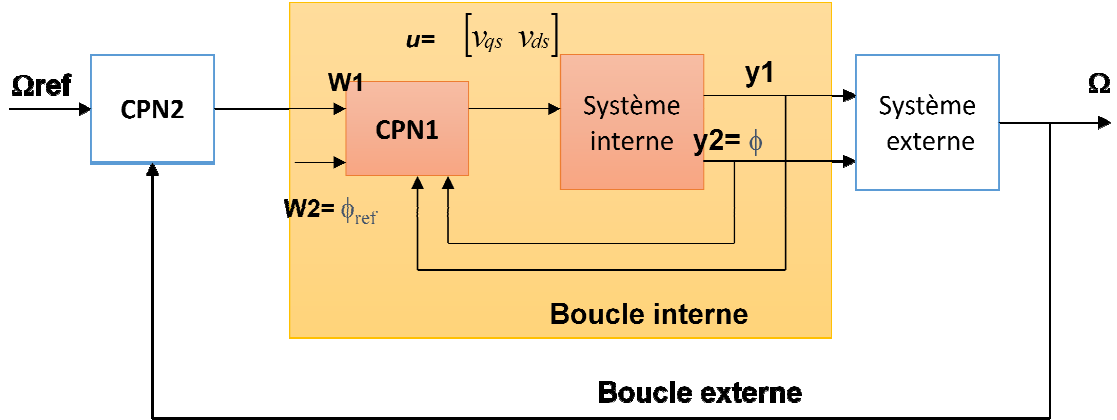 u= [vqs vds]
Ωref
CPN2
W1
CPN1
W2= ϕref
Système
interne
y1
y2= ϕ
Système
externe
Ω
Boucle interne
Boucle externe